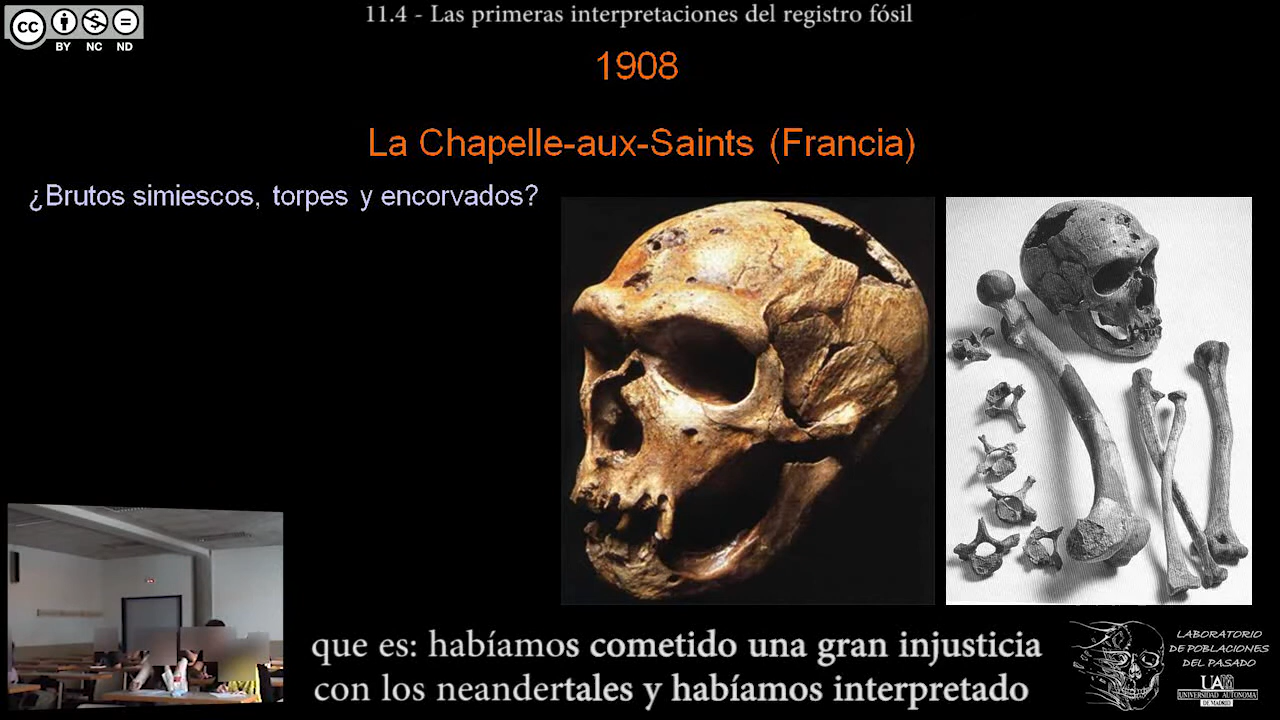 11.4 - Las primeras interpretaciones del registro fósil
cc
BY NC ND
1908
La Chapelle-aux-Saints (Francia)
¿Brutos simiescos, torpes y encorvados?
que es: habíamos cometido una gran injusticia
con los neandertales y habíamos interpretado
LABORATORIO
DE POBLACIONES
DEL PASADO
UAM
UNIVERSIDAD AUTONOMA
DE MADRID